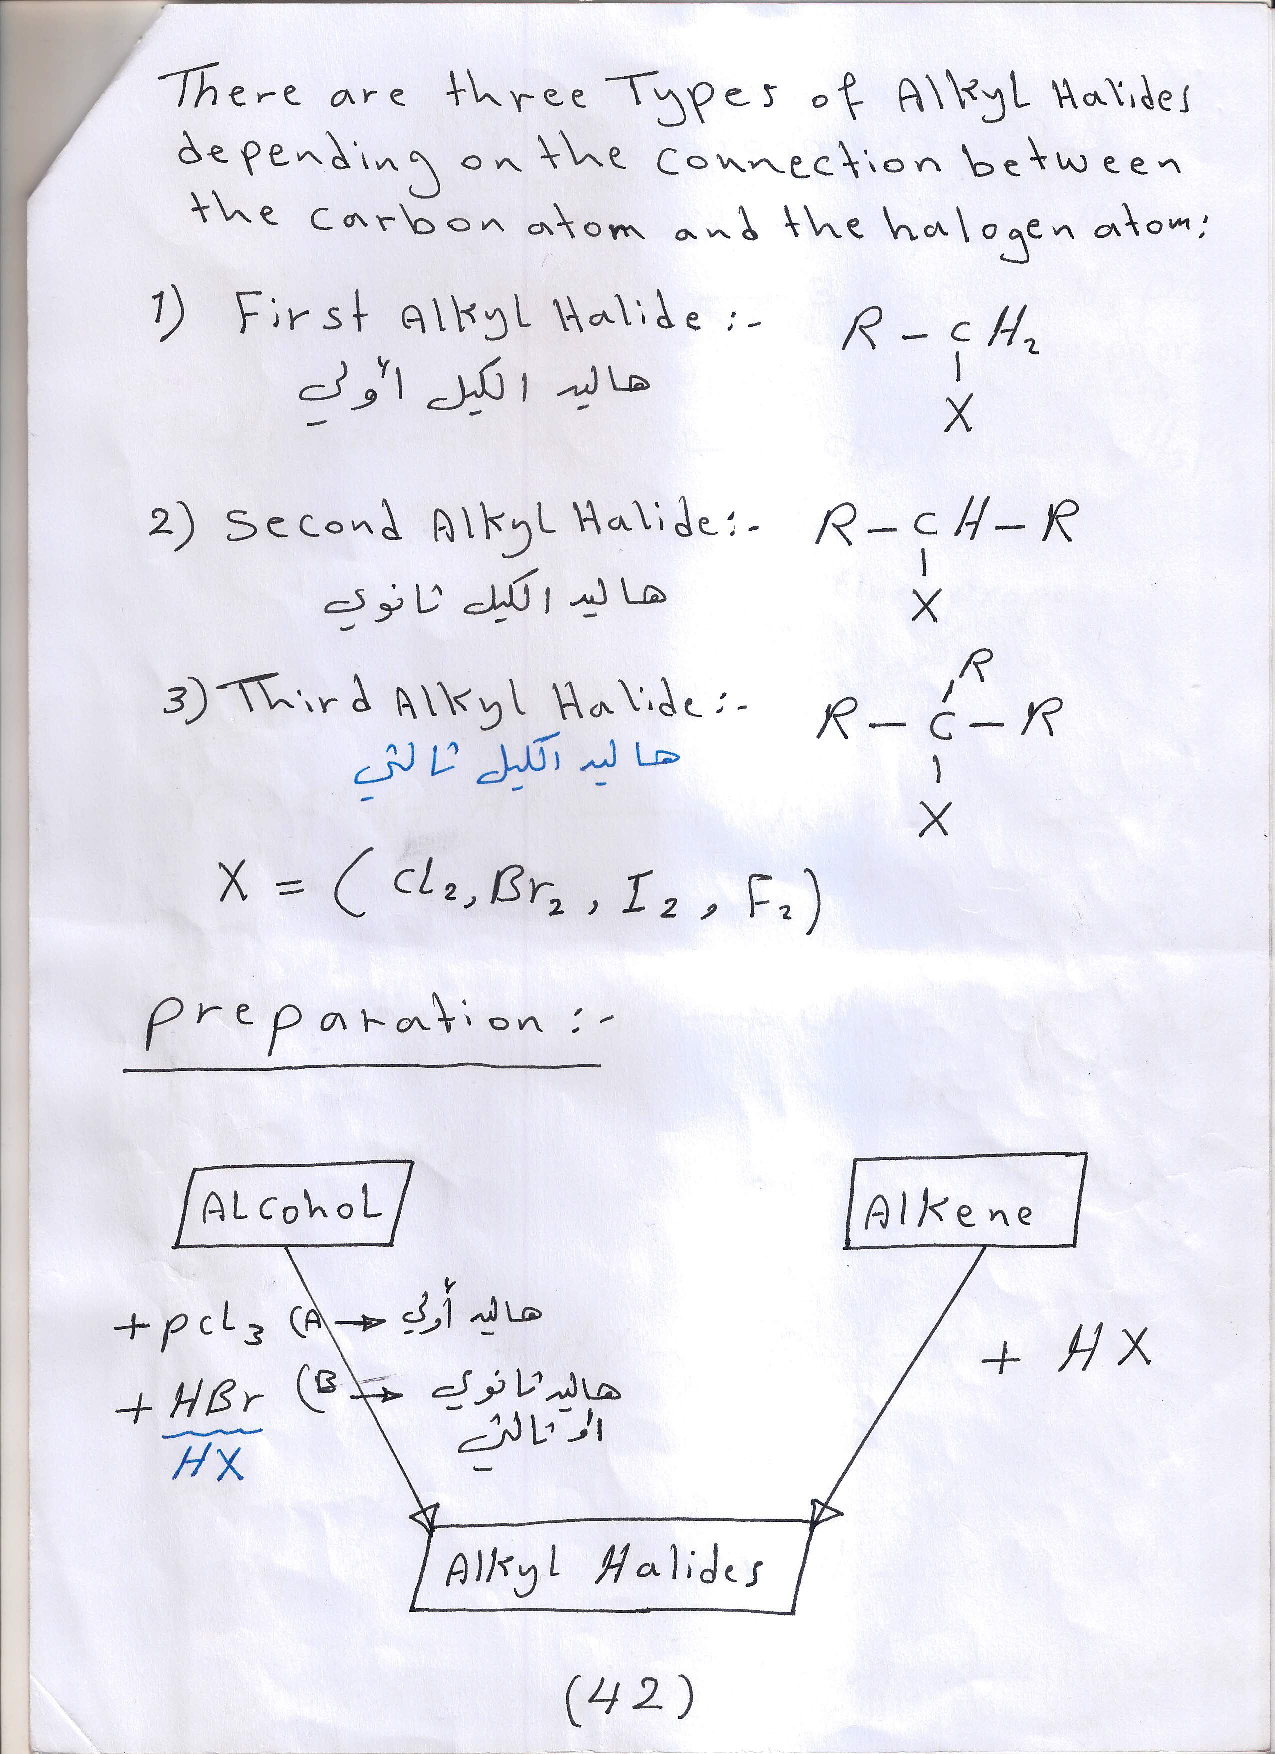 There are three Types of Alkyl Halides
depending on the connection between
the carbon atom and the halogen atom:
1) First Alkyl Halide :- R - CH₂
هاليد الكيل أولي
X
2) Second Alkyl Halide:- R - CH - R
هاليد الكيل ثانوي
X
R
3) Third Alkyl Halide :- R - C - R
هاليد الكيل ثالثي
X
X = ( Cl₂, Br₂, I₂, F₂)
preparation :-
ALcohoL
Alkene
+ pcL₃ (A → هاليد أولي
+ HBr (B → هاليد ثانوي
او ثالثي
HX
+ HX
Alkyl Halides
(42)